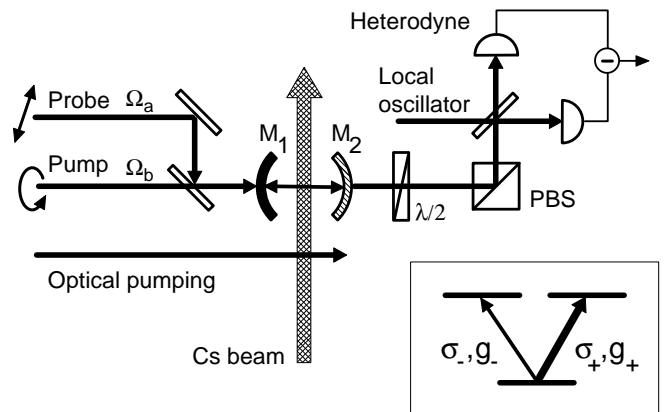 Heterodyne
Local
oscillator
Probe Ωa
M1 M2
Pump Ωb
λ/2
PBS
Optical pumping
Cs beam
σ-,g- σ+,g+